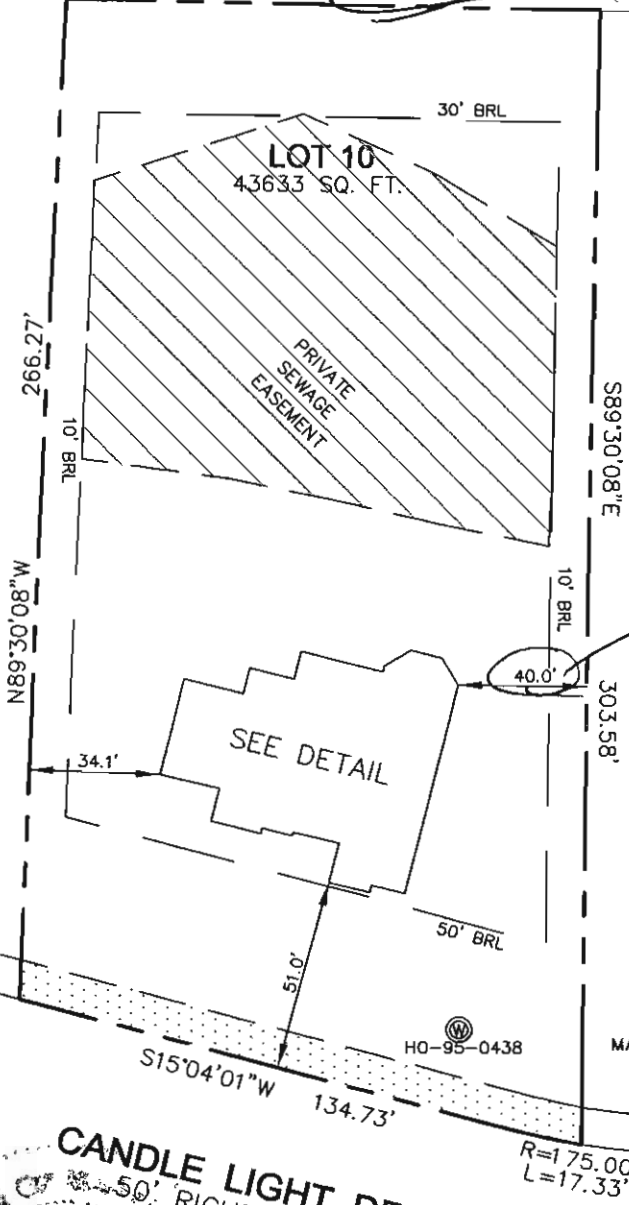 30' BRL
LOT 10
43633 SQ. FT.
PRIVATE
SEWAGE
EASEMENT
266.27'
10' BRL
N89°30'08"W
S89°30'08"E
10' BRL
40.0'
303.58'
SEE DETAIL
34.1'
50' BRL
51.0'
W
HO-95-0438
S15°04'01"W
134.73'
R=175.00
L=17.33'
CANDLE LIGHT
50'